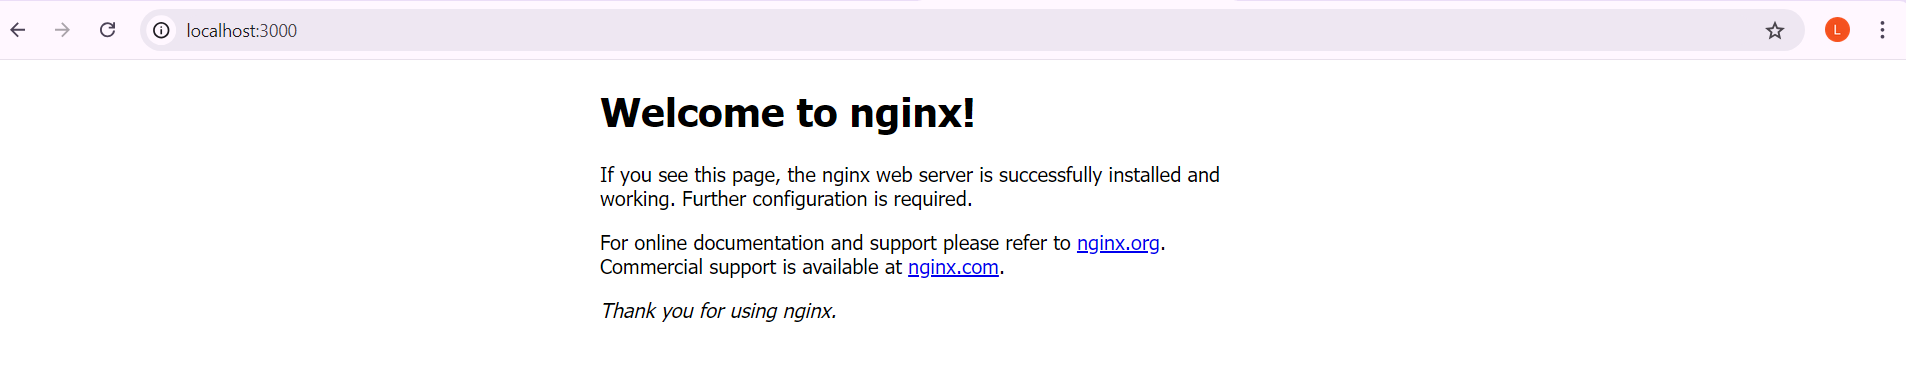 localhost:3000
L
Welcome to nginx!
If you see this page, the nginx web server is successfully installed and
working. Further configuration is required.
For online documentation and support please refer to nginx.org.
Commercial support is available at nginx.com.
Thank you for using nginx.